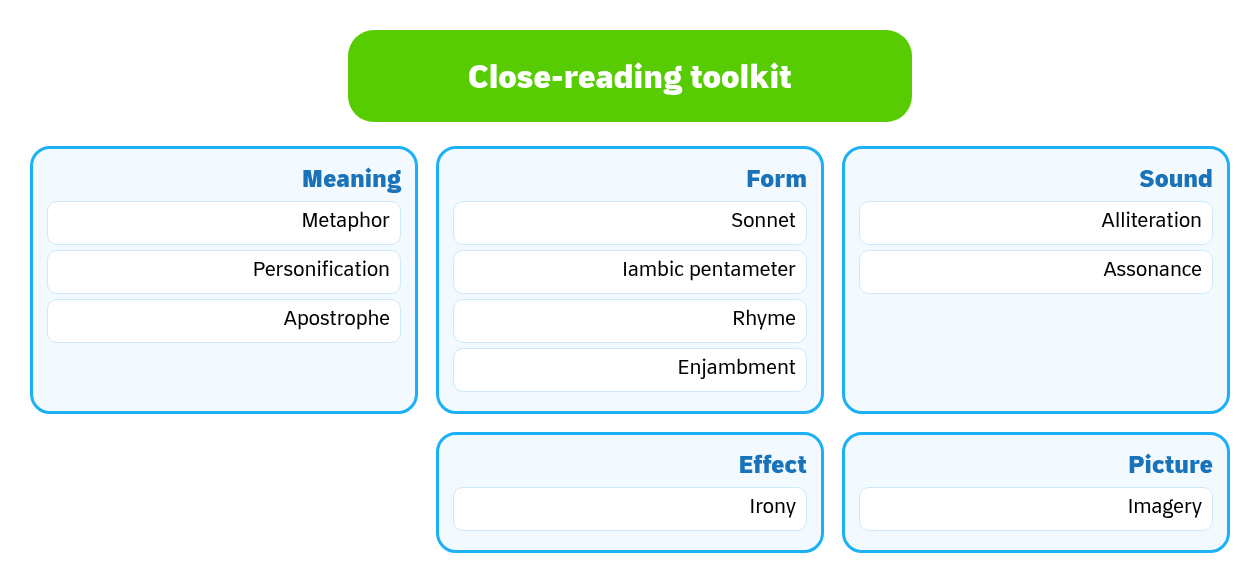 Close-reading toolkit
Sound
Alliteration
Assonance
Form
Sonnet
Iambic pentameter
Rhyme
Enjambment
Meaning
Metaphor
Personification
Apostrophe
Picture
Imagery
Effect
Irony